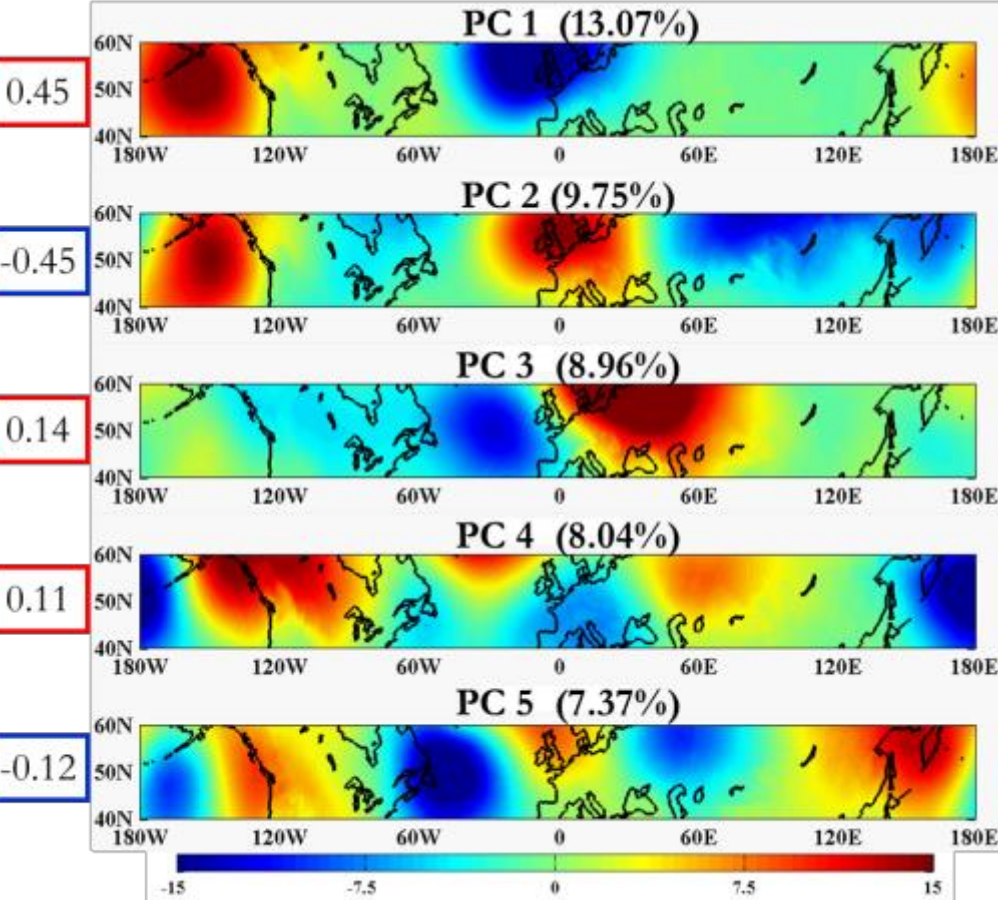 PC 1 (13.07%)
60N
0.45
50N
40N
180W 120W 60W 0 60E 120E 180E
PC 2 (9.75%)
60N
-0.45
50N
40N
180W 120W 60W 0 60E 120E 180E
PC 3 (8.96%)
60N
0.14
50N
40N
180W 120W 60W 0 60E 120E 180E
PC 4 (8.04%)
60N
0.11
50N
40N
180W 120W 60W 0 60E 120E 180E
PC 5 (7.37%)
60N
-0.12
50N
40N
180W 120W 60W 0 60E 120E 180E
-15 -7.5 0 7.5 15